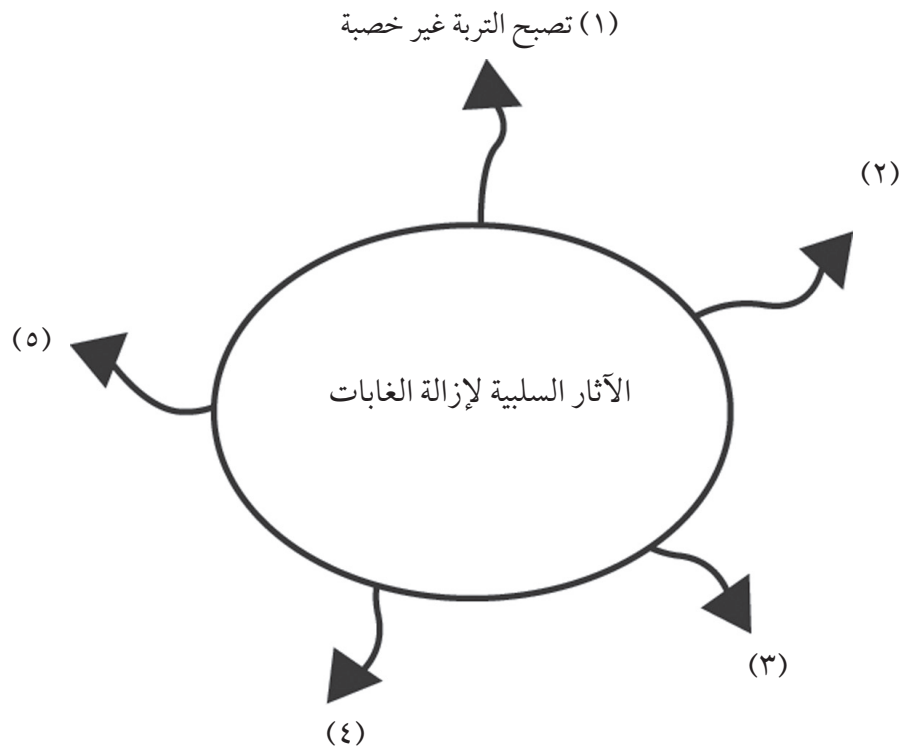 (١) تصبح التربة غير خصبة
(٢)
(٥)
الآثار السلبية لإزالة الغابات
(٣)
(٤)